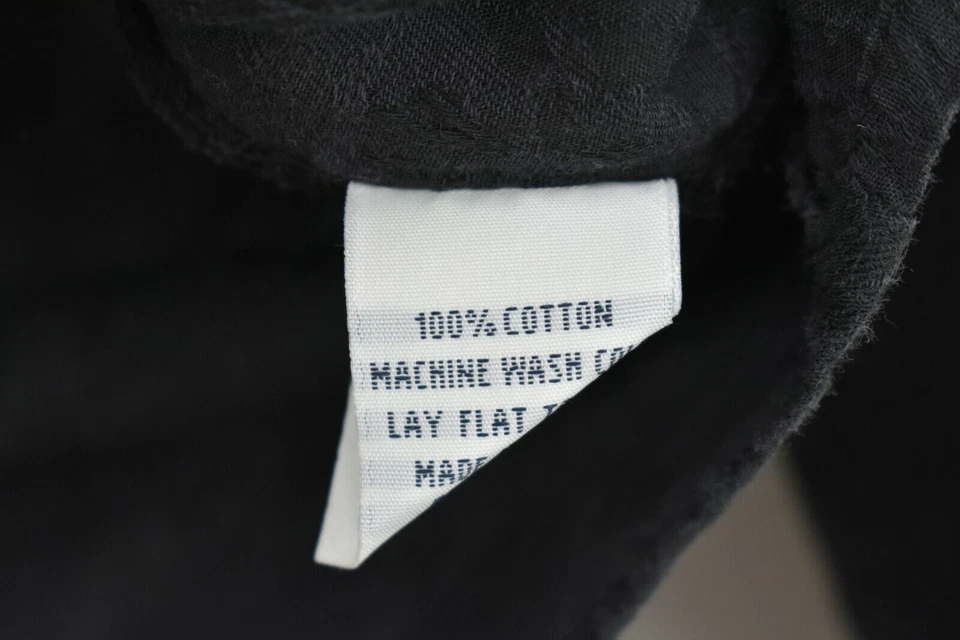 100% COTTON
MACHINE WASH
LAY FLAT
MADE